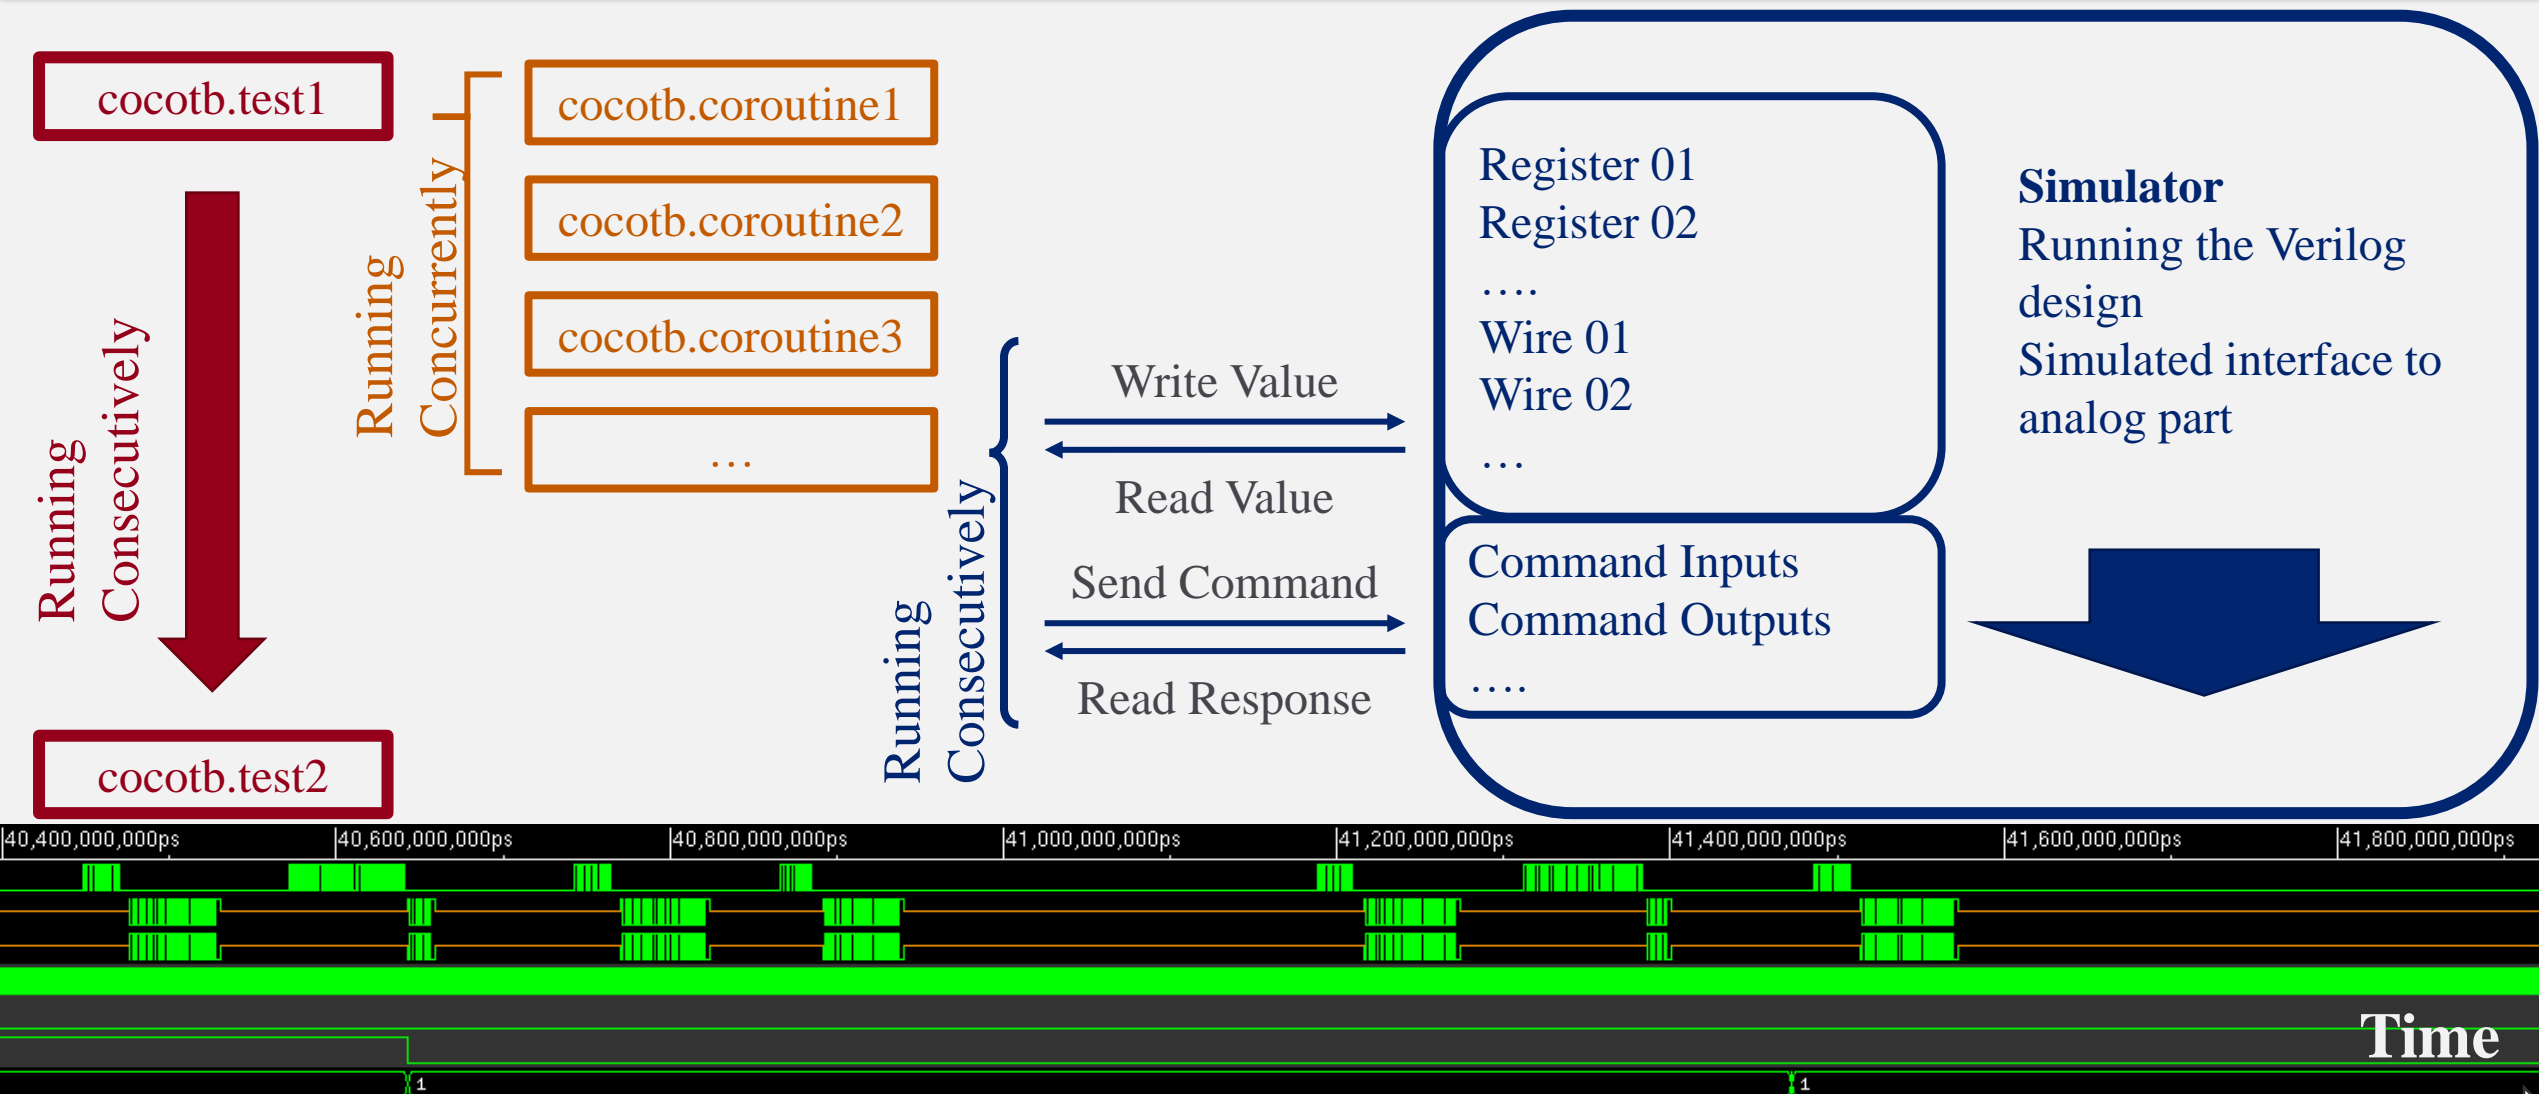 cocotb.test1
Running
Consecutively
cocotb.test2
Running
Concurrently
cocotb.coroutine1
cocotb.coroutine2
cocotb.coroutine3
…
Running
Consecutively
Write Value
Read Value
Send Command
Read Response
Register 01
Register 02
….
Wire 01
Wire 02
…
Command Inputs
Command Outputs
….
Simulator
Running the Verilog
design
Simulated interface to
analog part
40,400,000,000ps 40,600,000,000ps 40,800,000,000ps 41,000,000,000ps 41,200,000,000ps 41,400,000,000ps 41,600,000,000ps 41,800,000,000ps
Time
1 1